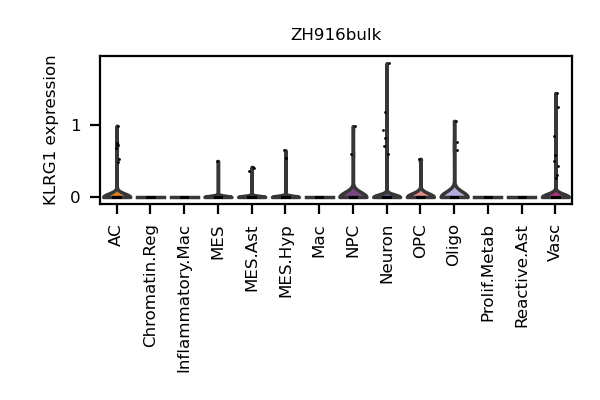 ZH916bulk
KLRG1 expression
1
0
AC
Chromatin.Reg
Inflammatory.Mac
MES
MES.Ast
MES.Hyp
Mac
NPC
Neuron
OPC
Oligo
Prolif.Metab
Reactive.Ast
Vasc